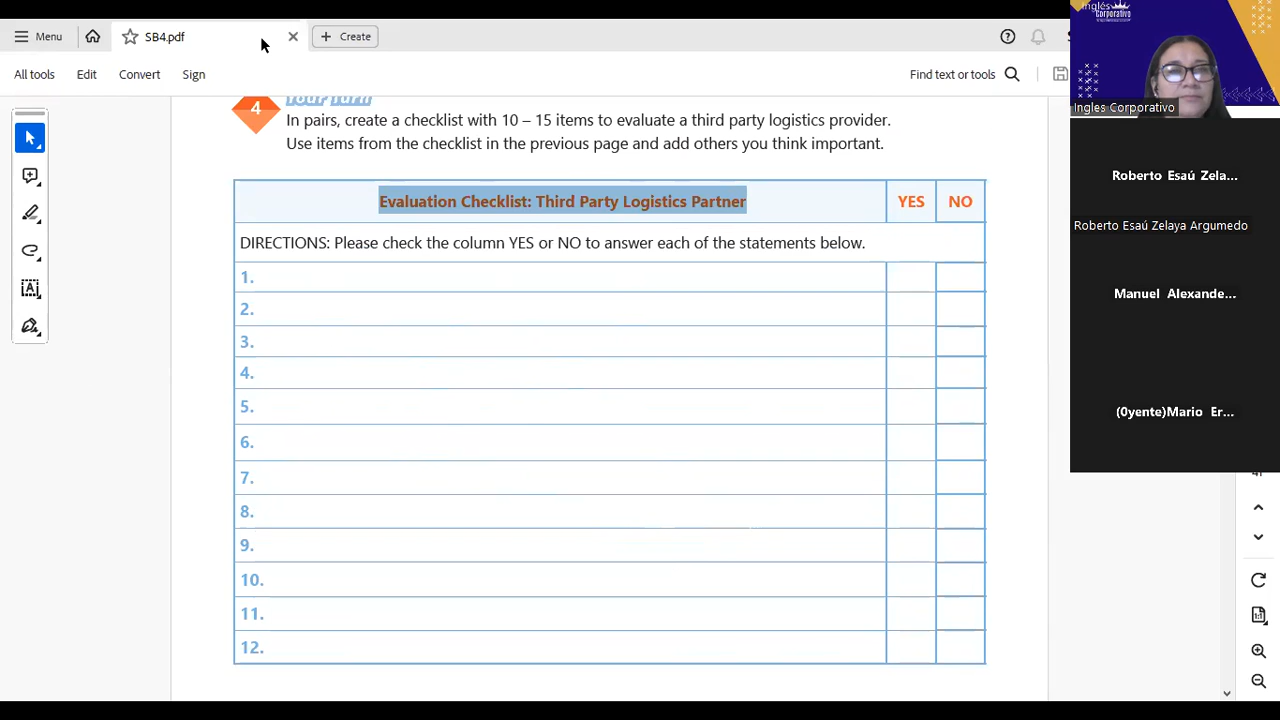 Menu
SB4.pdf
Create
All tools
Edit
Convert
Sign
Find text or tools
4
Your Turn
In pairs, create a checklist with 10 – 15 items to evaluate a third party logistics provider.
Use items from the checklist in the previous page and add others you think important.
Evaluation Checklist: Third Party Logistics Partner
YES
NO
DIRECTIONS: Please check the column YES or NO to answer each of the statements below.
1.
2.
3.
4.
5.
6.
7.
8.
9.
10.
11.
12.
Inglés
Corporativo
Ingles Corporativo
Roberto Esaú Zela...
Roberto Esaú Zelaya Argumedo
Manuel Alexande...
(0yente)Mario Er...